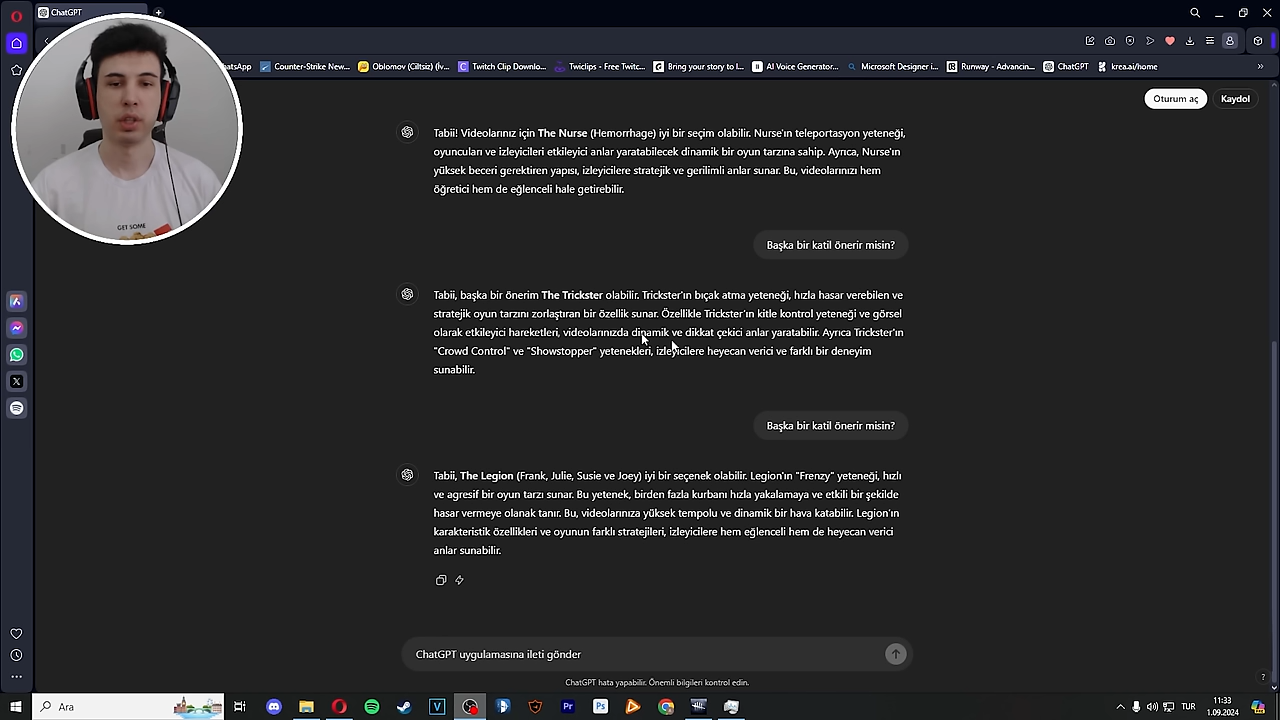 ChatGPT
atsApp
Counter-Strike New...
Oblomov (Ciltsiz) (İv...
Twitch Clip Downlo...
Twiclips - Free Twitc...
Bring your story to l...
AI Voice Generator...
Microsoft Designer i...
Runway - Advancin...
ChatGPT
krea.ai/home
Oturum aç
Kaydol
Tabii! Videolarınız için The Nurse (Hemorrhage) iyi bir seçim olabilir. Nurse'ın teleportasyon yeteneği,
oyuncuları ve izleyicileri etkileyici anlar yaratabilecek dinamik bir oyun tarzına sahip. Ayrıca, Nurse'ın
yüksek beceri gerektiren yapısı, izleyicilere stratejik ve gerilimli anlar sunar. Bu, videolarınızı hem
öğretici hem de eğlenceli hale getirebilir.
Başka bir katil önerir misin?
Tabii, başka bir önerim The Trickster olabilir. Trickster'ın bıçak atma yeteneği, hızla hasar verebilen ve
stratejik oyun tarzını zorlaştıran bir özellik sunar. Özellikle Trickster'ın kitle kontrol yeteneği ve görsel
olarak etkileyici hareketleri, videolarınızda dinamik ve dikkat çekici anlar yaratabilir. Ayrıca Trickster'ın
"Crowd Control" ve "Showstopper" yetenekleri, izleyicilere heyecan verici ve farklı bir deneyim
sunabilir.
Başka bir katil önerir misin?
Tabii, The Legion (Frank, Julie, Susie ve Joey) iyi bir seçenek olabilir. Legion'ın "Frenzy" yeteneği, hızlı
ve agresif bir oyun tarzı sunar. Bu yetenek, birden fazla kurbanı hızla yakalamaya ve etkili bir şekilde
hasar vermeye olanak tanır. Bu, videolarınıza yüksek tempolu ve dinamik bir hava katabilir. Legion'ın
karakteristik özellikleri ve oyunun farklı stratejileri, izleyicilere hem eğlenceli hem de heyecan verici
anlar sunabilir.
ChatGPT uygulamasına ileti gönder
ChatGPT hata yapabilir. Önemli bilgileri kontrol edin.
GET SOME
Ara
TUR
11:33
1.09.2024